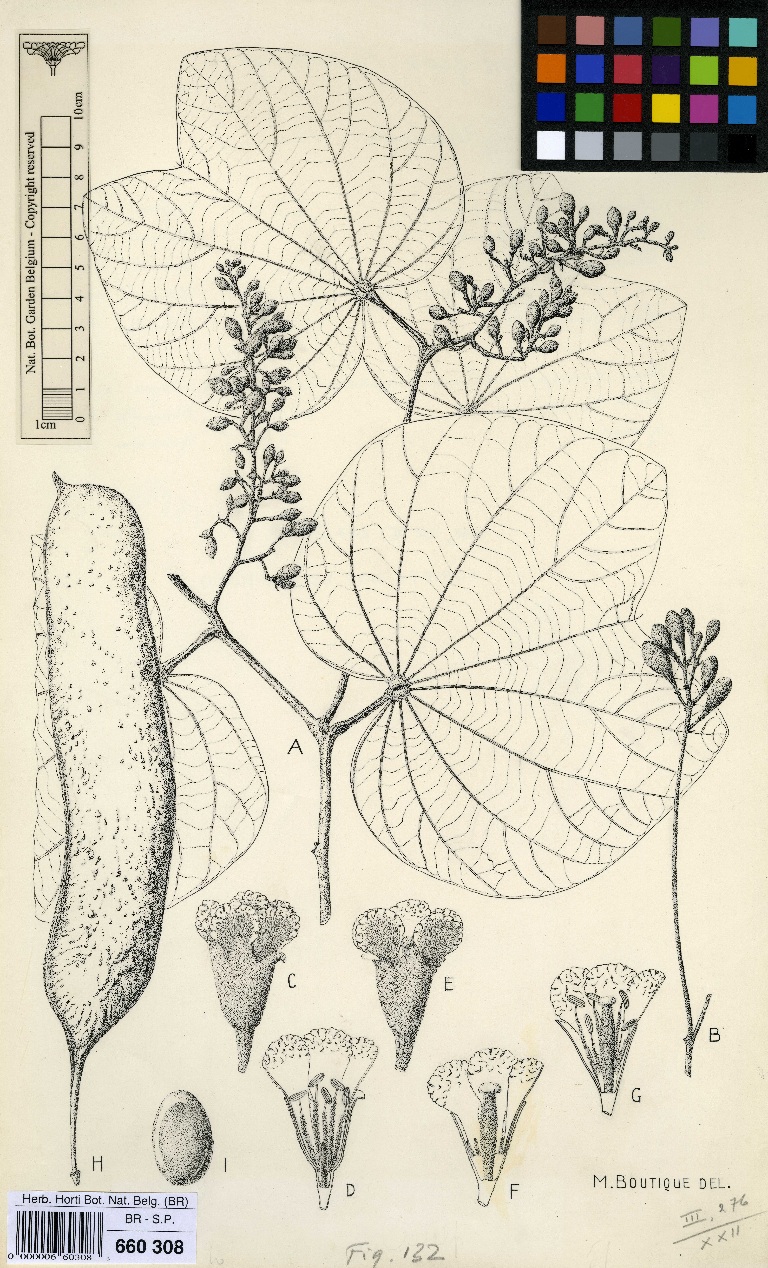 10cm
9
8
7
6
5
4
3
2
1
0
1cm
Nat. Bot. Garden Belgium - Copyright reserved
A
B
C
E
G
D
F
H
I
M. BOUTIQUE DEL.
III, 276
XXII
Fig. 132
Herb. Horti Bot. Nat. Belg. (BR)
BR - S.P.
660 308
0 000006 60308